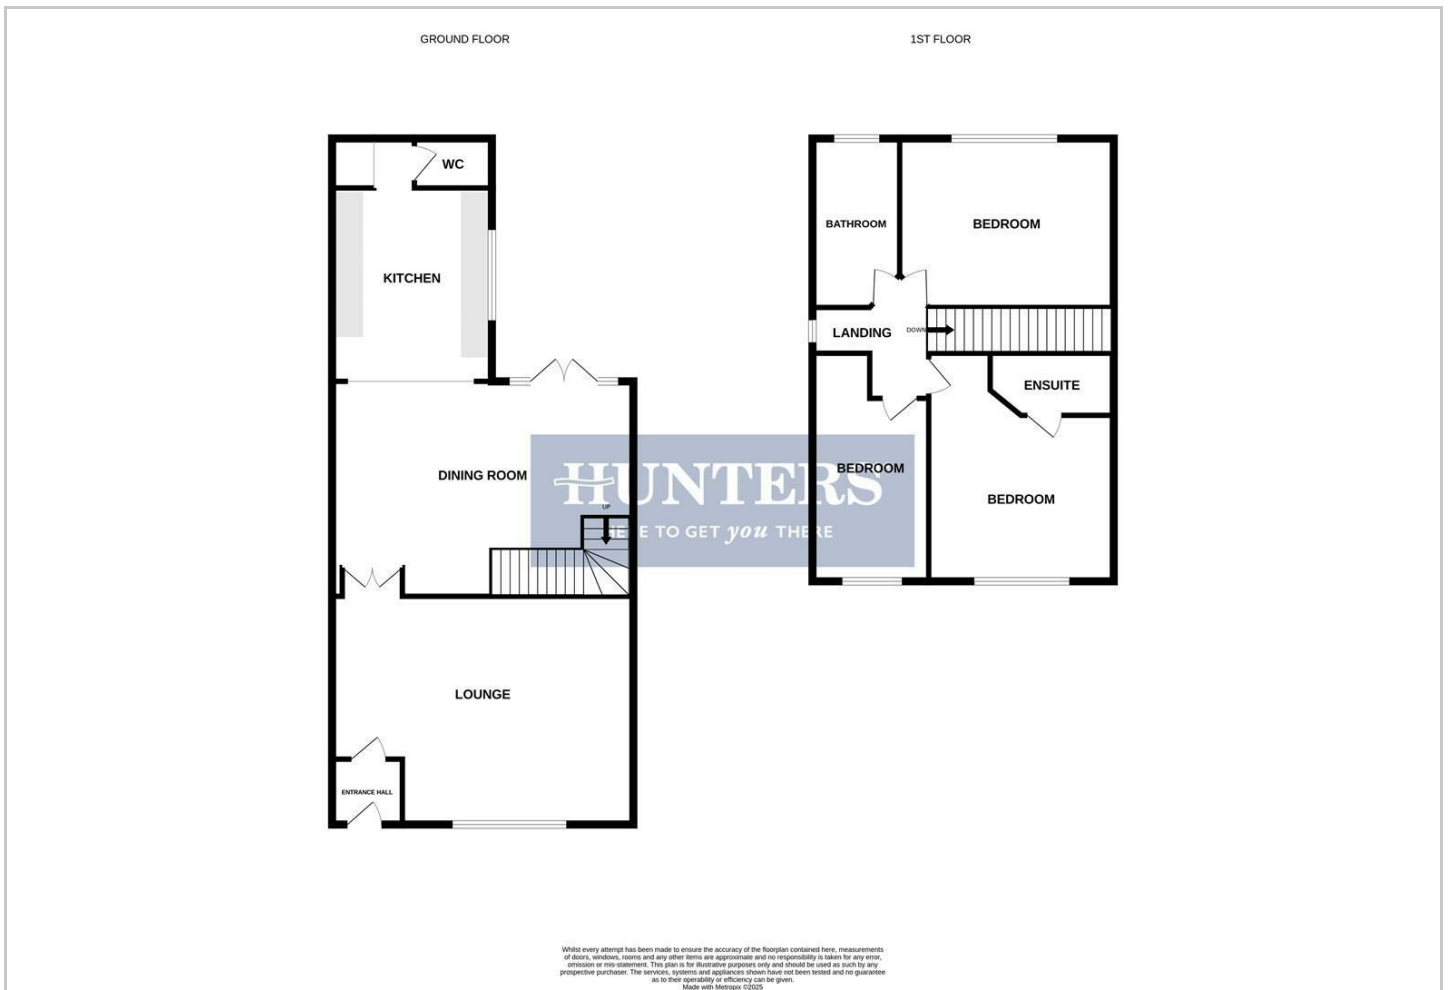 GROUND FLOOR
1ST FLOOR
WC
KITCHEN
DINING ROOM
UP
LOUNGE
ENTRANCE HALL
BATHROOM
BEDROOM
LANDING
DOWN
ENSUITE
BEDROOM
BEDROOM
HUNTERS
HERE TO GET you THERE
Whilst every attempt has been made to ensure the accuracy of the floorplan contained here, measurements
of doors, windows, rooms and any other items are approximate and no responsibility is taken for any error,
omission or mis-statement. This plan is for illustrative purposes only and should be used as such by any
prospective purchaser. The services, systems and appliances shown have not been tested and no guarantee
as to their operability or efficiency can be given.
Made with Metropix ©2025